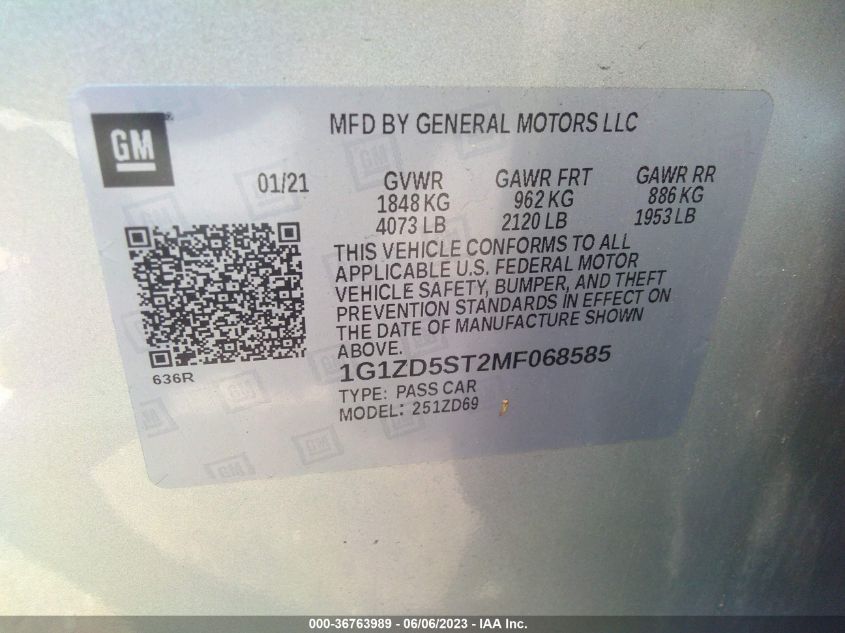 GM
MFD BY GENERAL MOTORS LLC
01/21
GVWR GAWR FRT GAWR RR
1848 KG 962 KG 886 KG
4073 LB 2120 LB 1953 LB
THIS VEHICLE CONFORMS TO ALL
APPLICABLE U.S. FEDERAL MOTOR
VEHICLE SAFETY, BUMPER, AND THEFT
PREVENTION STANDARDS IN EFFECT ON
THE DATE OF MANUFACTURE SHOWN
ABOVE.
636R
1G1ZD5ST2MF068585
TYPE: PASS CAR
MODEL: 251ZD69
000-36763989 - 06/06/2023 - IAA Inc.